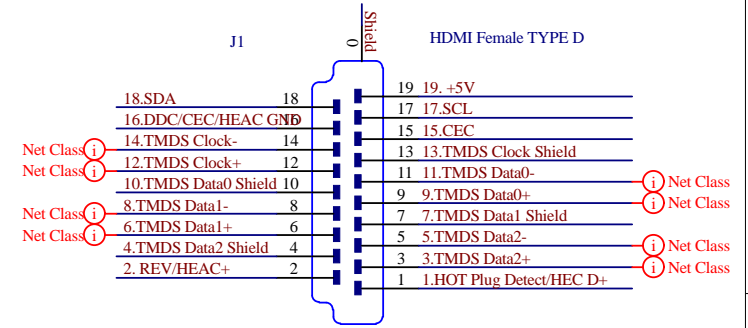 Shield
J1
HDMI Female TYPE D
0
19 19. +5V
18.SDA 18
17 17.SCL
16.DDC/CEC/HEAC GND 16
15 15.CEC
Net Class i 14.TMDS Clock- 14
13 13.TMDS Clock Shield
Net Class i 12.TMDS Clock+ 12
11 11.TMDS Data0- i Net Class
10.TMDS Data0 Shield 10
9 9.TMDS Data0+ i Net Class
Net Class i 8.TMDS Data1- 8
7 7.TMDS Data1 Shield
Net Class i 6.TMDS Data1+ 6
5 5.TMDS Data2- i Net Class
4.TMDS Data2 Shield 4
3 3.TMDS Data2+ i Net Class
2. REV/HEAC+ 2
1 1.HOT Plug Detect/HEC D+